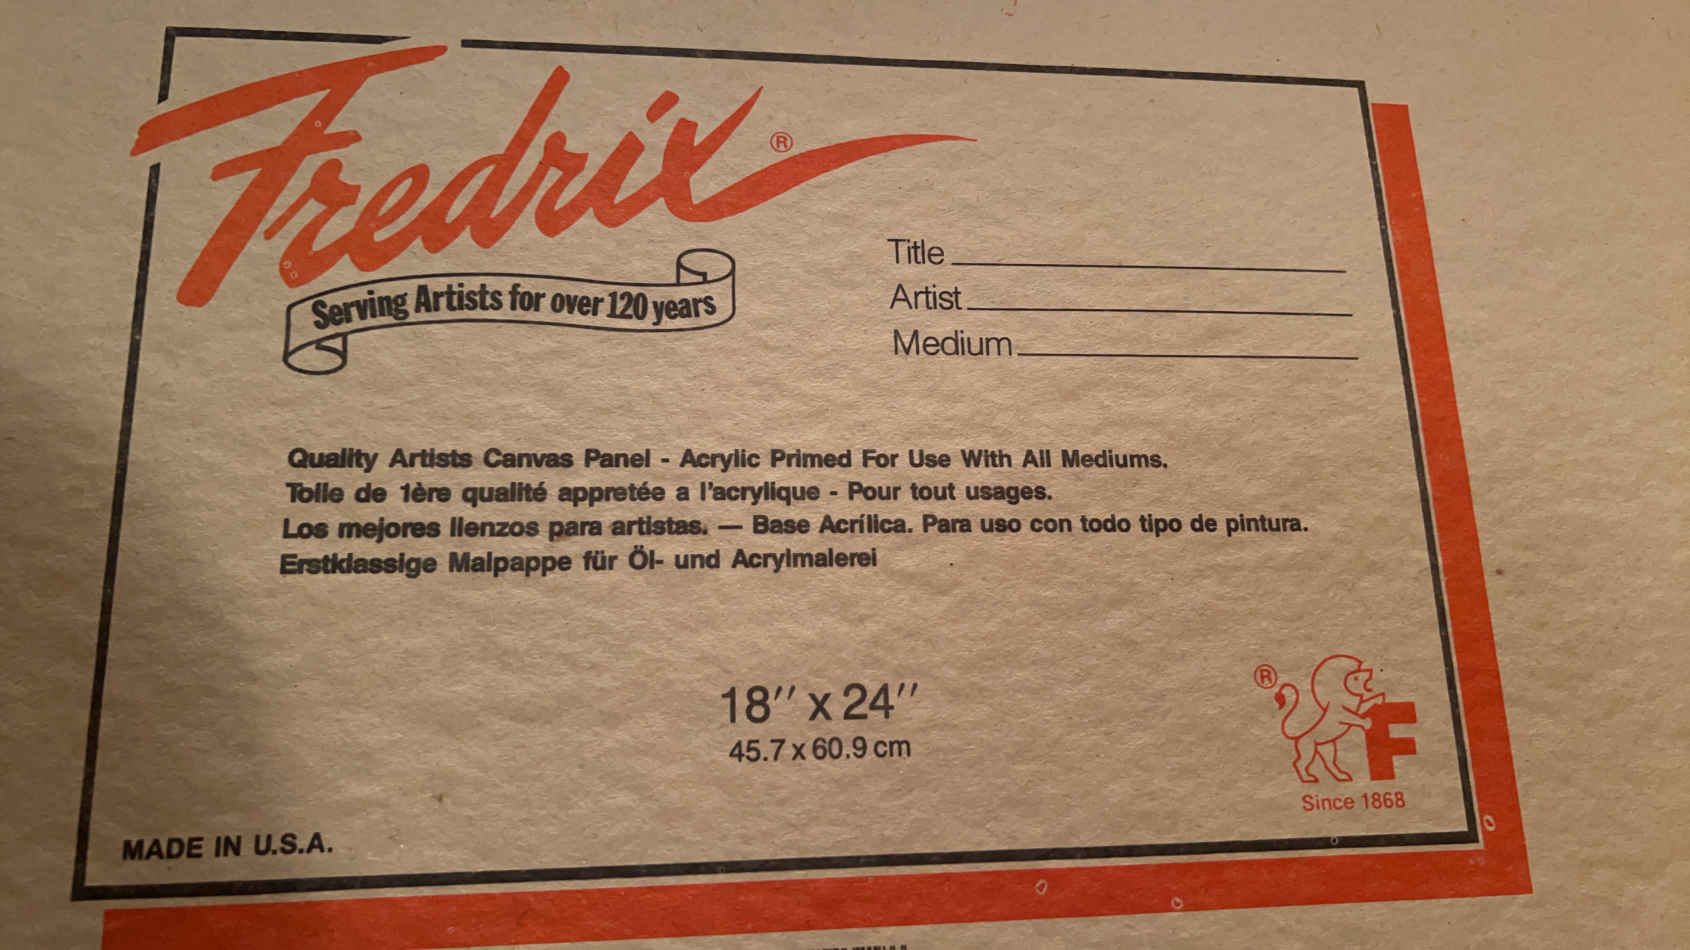 Fredrix®
Serving Artists for over 120 years
Title
Artist
Medium
Quality Artists Canvas Panel - Acrylic Primed For Use With All Mediums.
Toile de 1ère qualité appretée a l'acrylique - Pour tout usages.
Los mejores lienzos para artistas. — Base Acrílica. Para uso con todo tipo de pintura.
Erstklassige Malpappe für Öl- und Acrylmalerei
18" x 24"
45.7 x 60.9 cm
® F
Since 1868
MADE IN U.S.A.